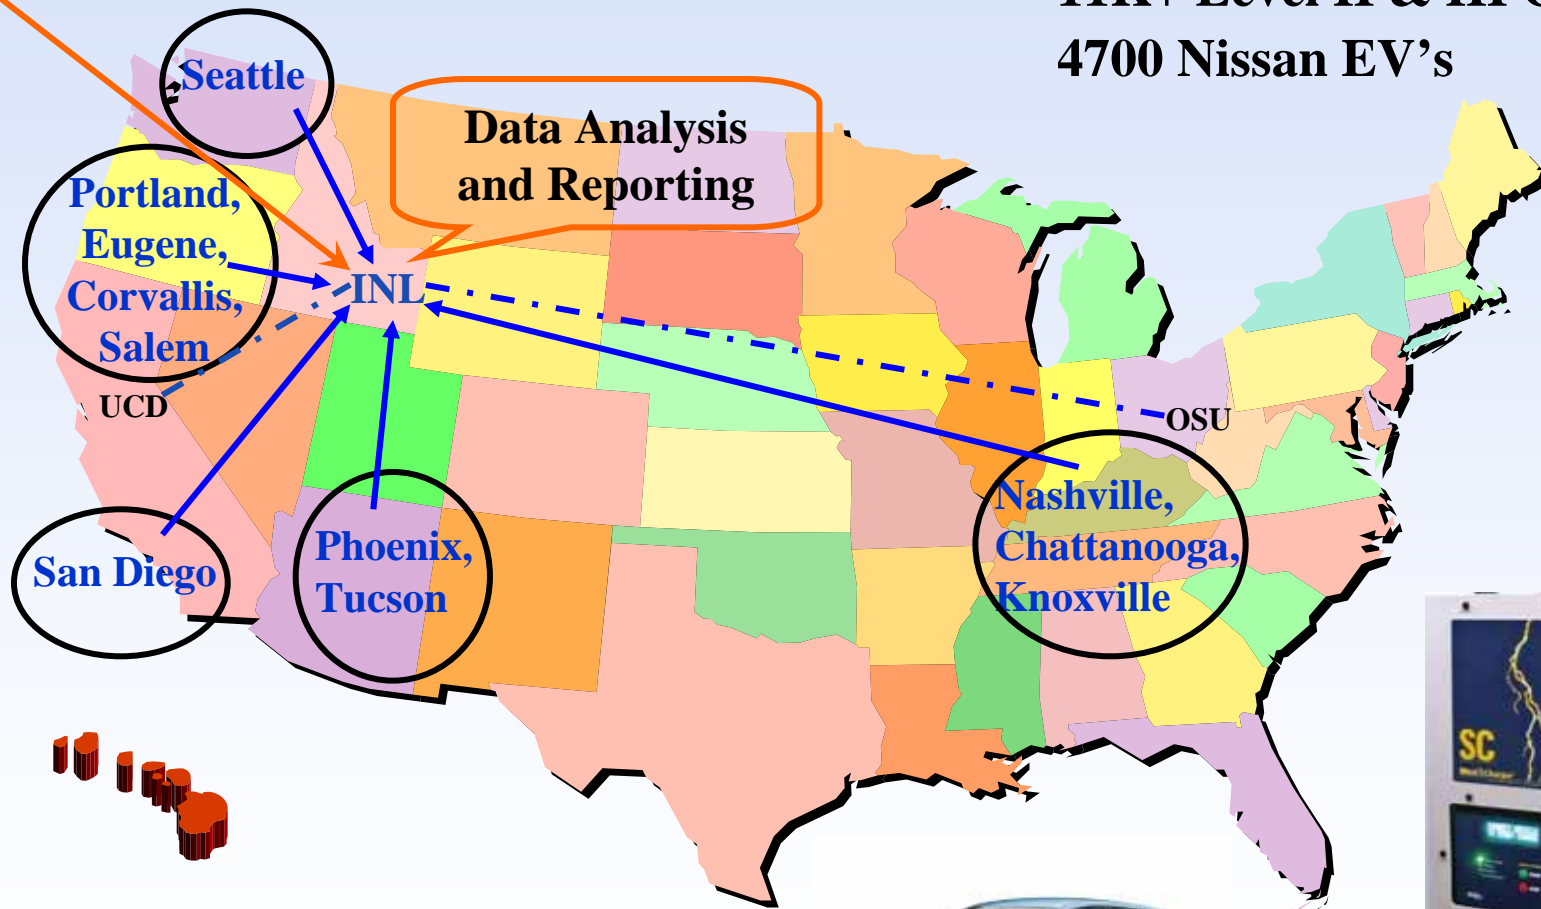 4700 Nissan EV's
Seattle
Data Analysis
and Reporting
Portland,
Eugene,
Corvallis,
Salem
INL
UCD
OSU
San Diego
Phoenix,
Tucson
Nashville,
Chattanooga,
Knoxville
SC